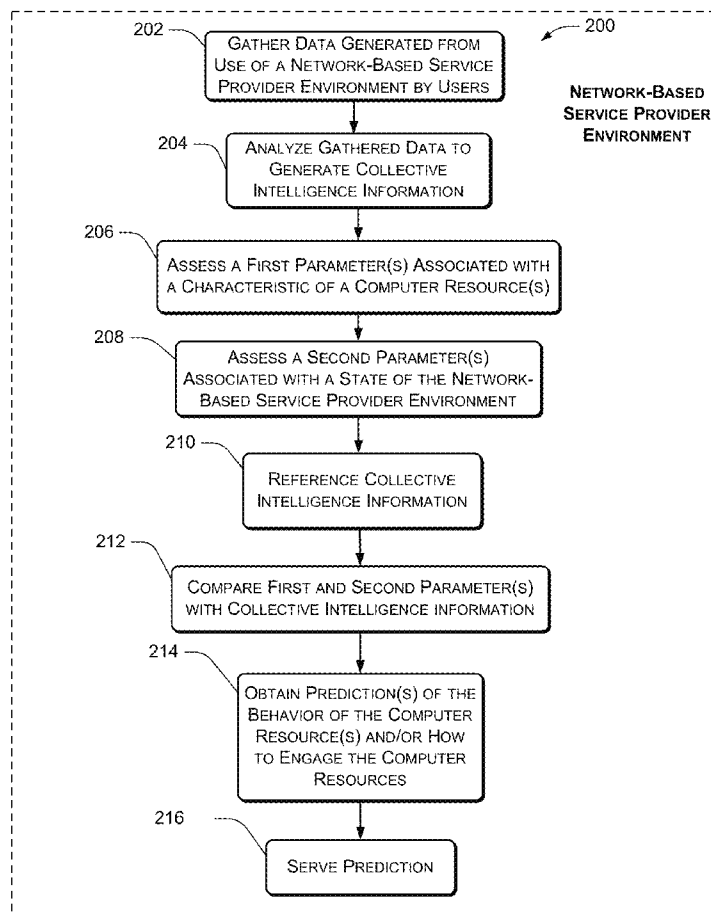 202
200
GATHER DATA GENERATED FROM
USE OF A NETWORK-BASED SERVICE
PROVIDER ENVIRONMENT BY USERS
NETWORK-BASED
SERVICE PROVIDER
ENVIRONMENT
204
ANALYZE GATHERED DATA TO
GENERATE COLLECTIVE
INTELLIGENCE INFORMATION
206
ASSESS A FIRST PARAMETER(S) ASSOCIATED WITH
A CHARACTERISTIC OF A COMPUTER RESOURCE(S)
208
ASSESS A SECOND PARAMETER(S)
ASSOCIATED WITH A STATE OF THE NETWORK-
BASED SERVICE PROVIDER ENVIRONMENT
210
REFERENCE COLLECTIVE
INTELLIGENCE INFORMATION
212
COMPARE FIRST AND SECOND PARAMETER(S)
WITH COLLECTIVE INTELLIGENCE INFORMATION
214
OBTAIN PREDICTION(S) OF THE
BEHAVIOR OF THE COMPUTER
RESOURCE(S) AND/OR HOW
TO ENGAGE THE COMPUTER
RESOURCES
216
SERVE PREDICTION